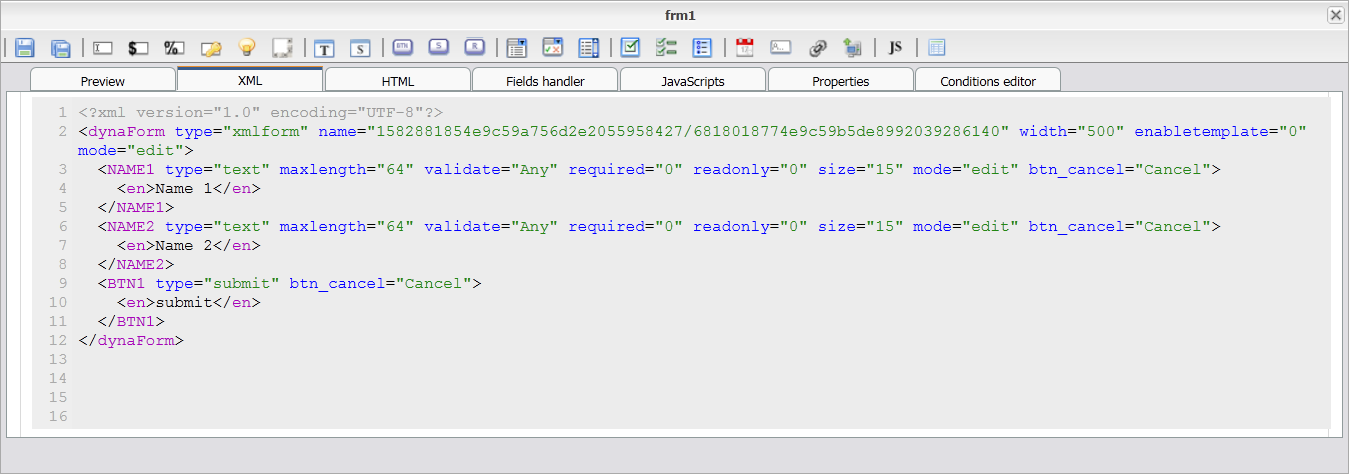 frm1
$ % T S BTN S R A.. JS
Preview XML HTML Fields handler JavaScripts Properties Conditions editor
1 <?xml version="1.0" encoding="UTF-8"?>
2 <dynaForm type="xmlform" name="1582881854e9c59a756d2e2055958427/6818018774e9c59b5de8992039286140" width="500" enabletemplate="0"
mode="edit">
3 <NAME1 type="text" maxlength="64" validate="Any" required="0" readonly="0" size="15" mode="edit" btn_cancel="Cancel">
4 <en>Name 1</en>
5 </NAME1>
6 <NAME2 type="text" maxlength="64" validate="Any" required="0" readonly="0" size="15" mode="edit" btn_cancel="Cancel">
7 <en>Name 2</en>
8 </NAME2>
9 <BTN1 type="submit" btn_cancel="Cancel">
10 <en>submit</en>
11 </BTN1>
12 </dynaForm>
13
14
15
16